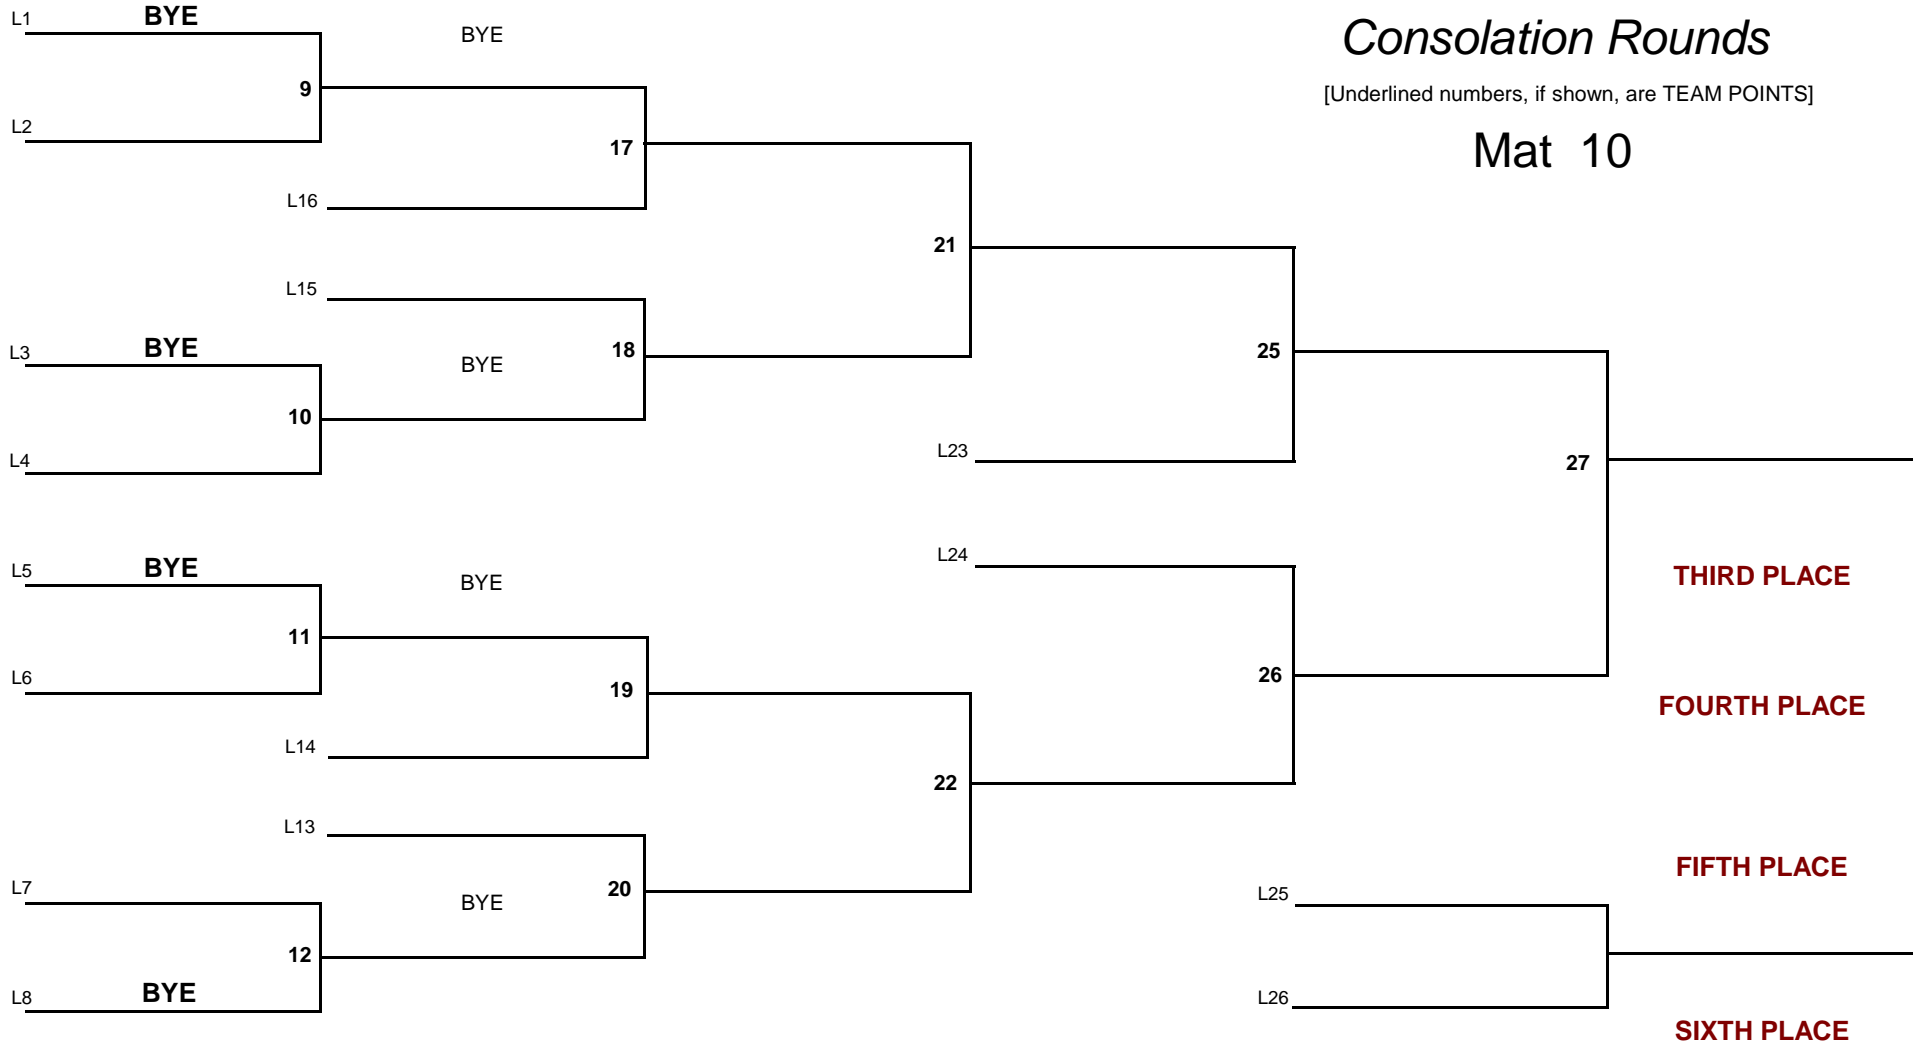 L1 BYE
BYE
Consolation Rounds
9
[Underlined numbers, if shown, are TEAM POINTS]
L2
17
Mat 10
L16
21
L15
L3 BYE
BYE
18
25
10
L4
L23
27
L24
L5 BYE
BYE
THIRD PLACE
11
L6
19
26
FOURTH PLACE
L14
22
L13
FIFTH PLACE
L7
BYE
20
L25
12
L8 BYE
L26
SIXTH PLACE